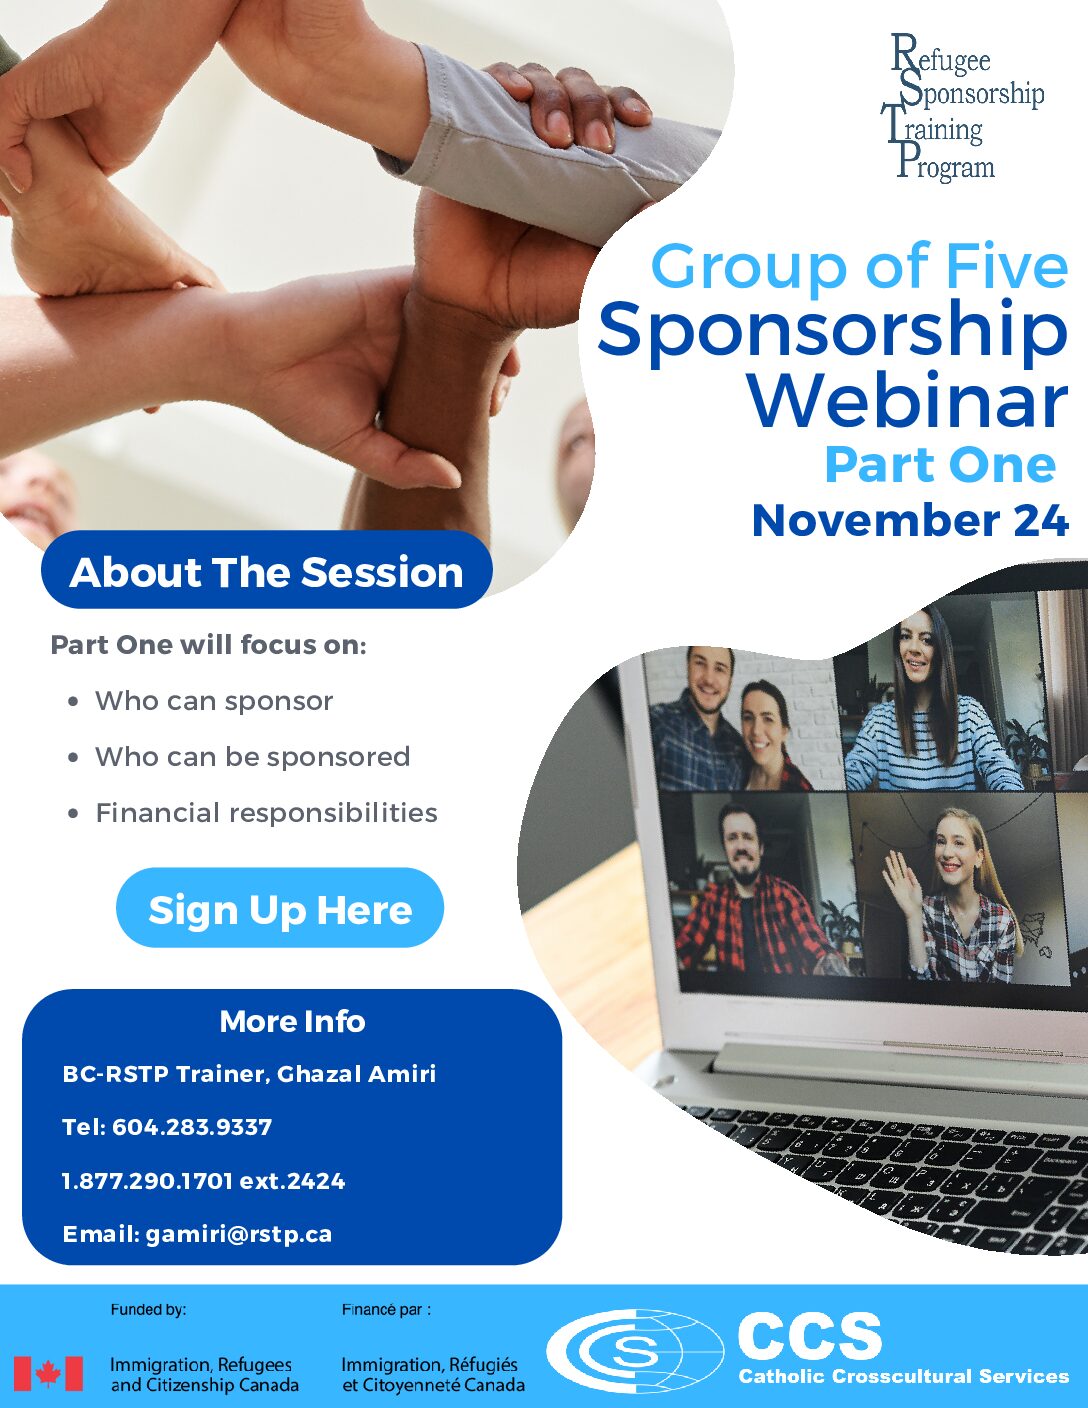 Refugee
Sponsorship
Training
Program
Group of Five
Sponsorship
Webinar
Part One
November 24
About The Session
Part One will focus on:
• Who can sponsor
• Who can be sponsored
• Financial responsibilities
Sign Up Here
More Info
BC-RSTP Trainer, Ghazal Amiri
Tel: 604.283.9337
1.877.290.1701 ext.2424
Email: gamiri@rstp.ca
Funded by:
Immigration, Refugees
and Citizenship Canada
Financé par :
Immigration, Réfugiés
et Citoyenneté Canada
CCS
CCS
Catholic Crosscultural Services